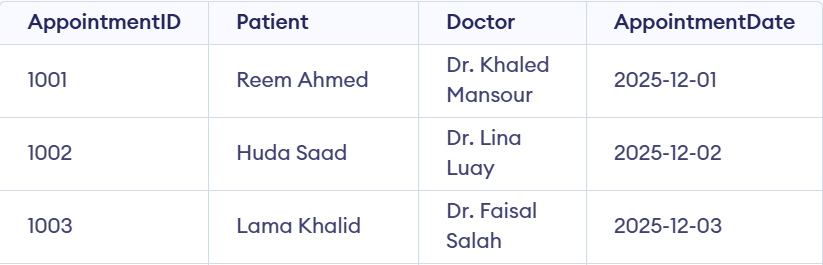 AppointmentID Patient Doctor AppointmentDate
1001 Reem Ahmed Dr. Khaled Mansour 2025-12-01
1002 Huda Saad Dr. Lina Luay 2025-12-02
1003 Lama Khalid Dr. Faisal Salah 2025-12-03